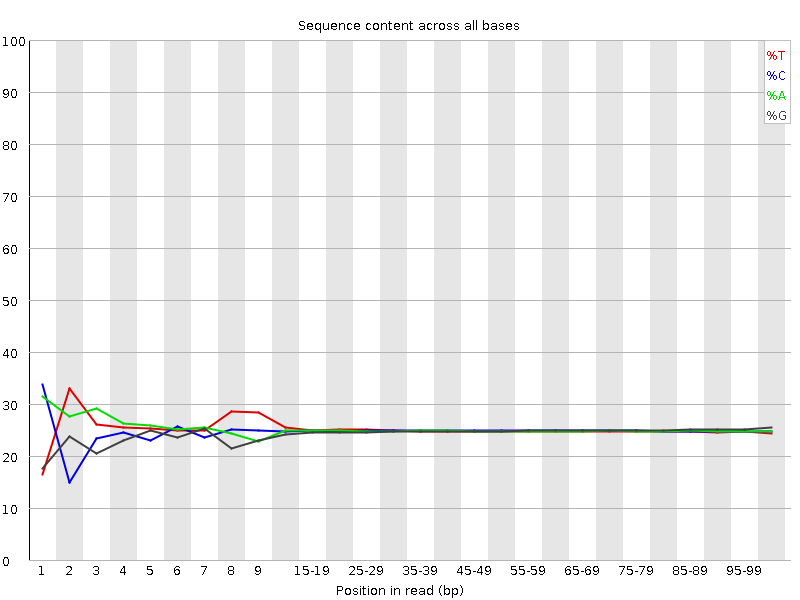 Sequence content across all bases
%T
%C
%A
%G
100
90
80
70
60
50
40
30
20
10
0
1 2 3 4 5 6 7 8 9 15-19 25-29 35-39 45-49 55-59 65-69 75-79 85-89 95-99
Position in read (bp)